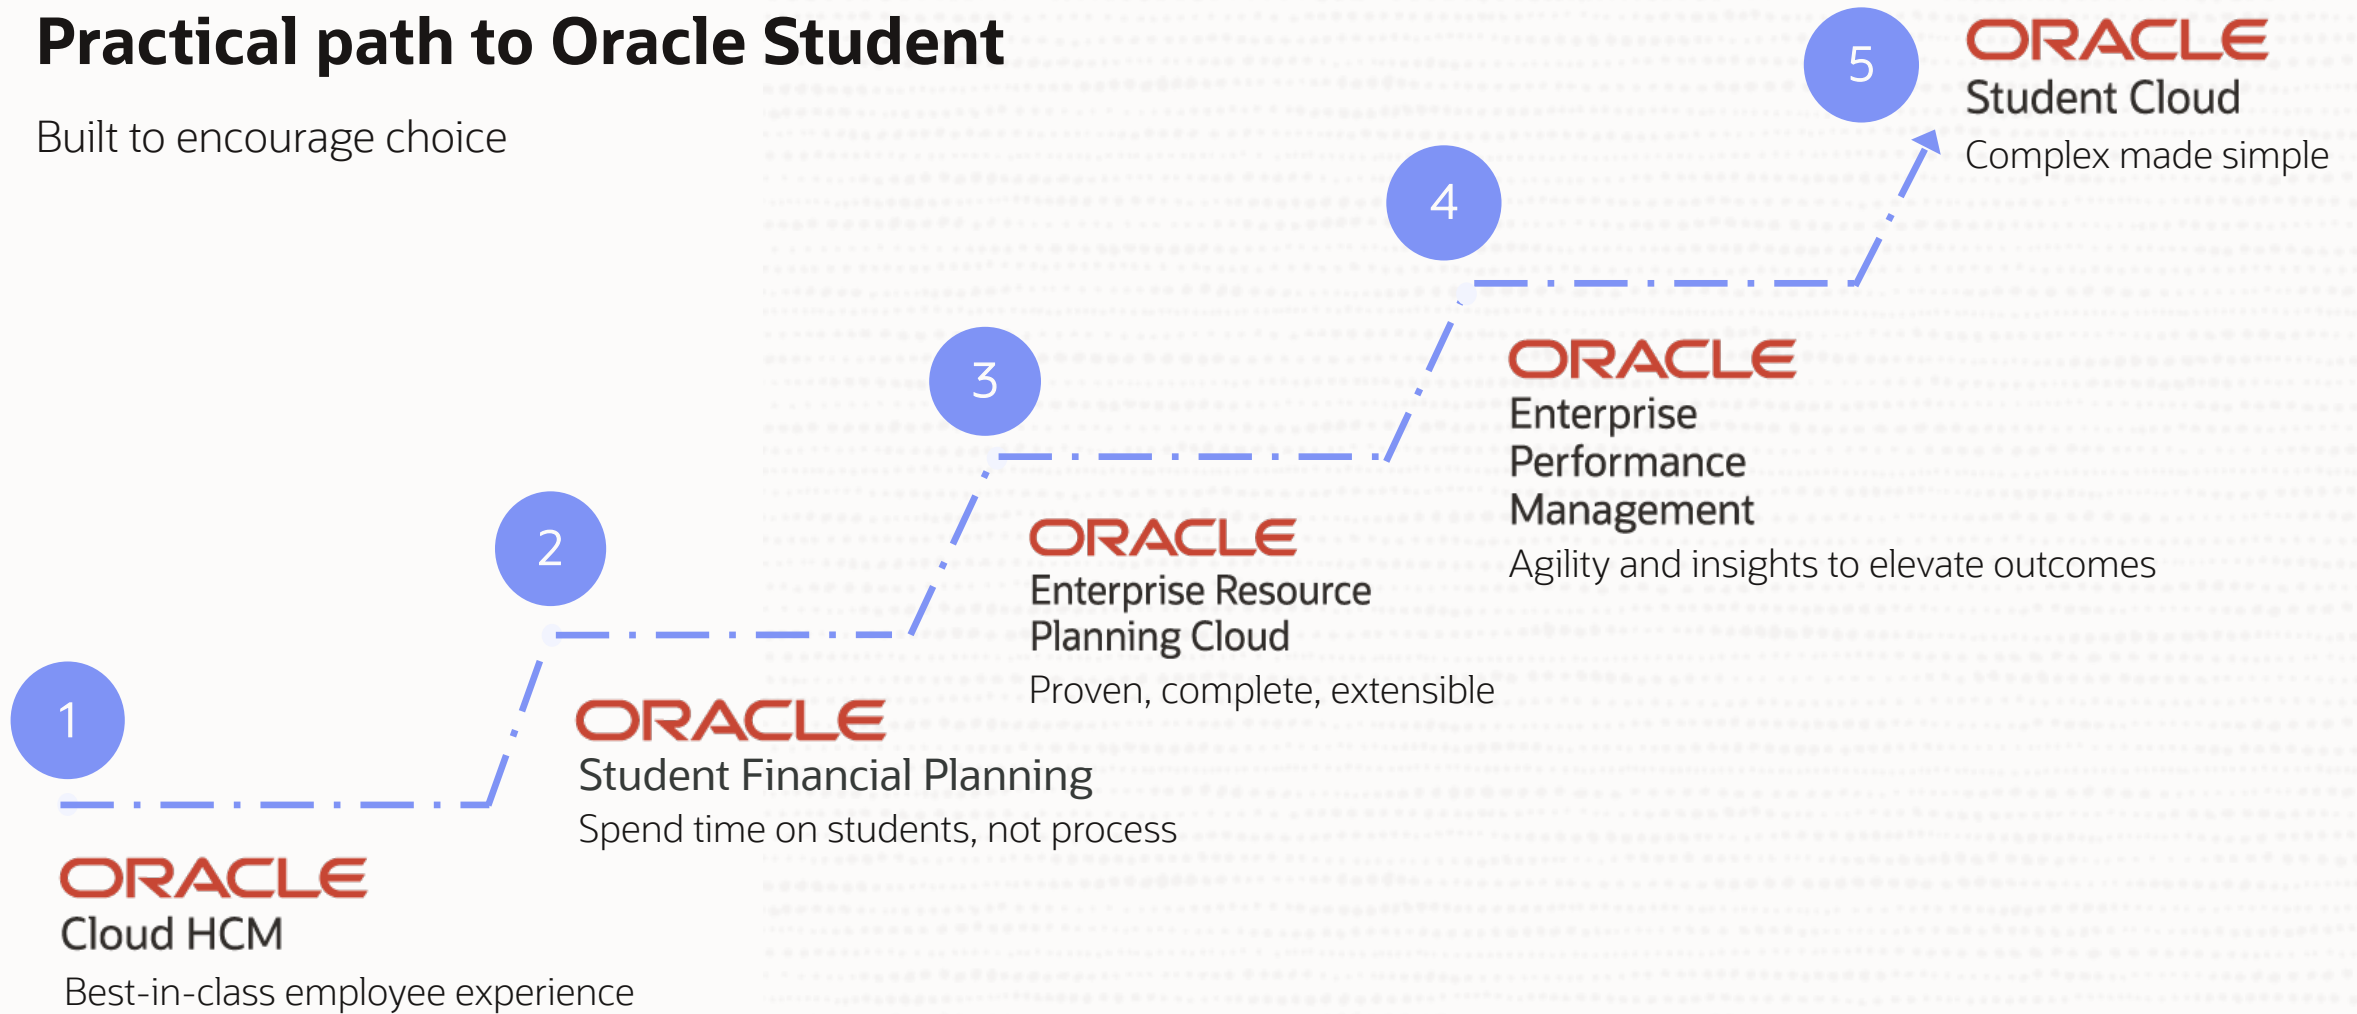 Practical path to Oracle Student
Built to encourage choice
1
ORACLE
Cloud HCM
Best-in-class employee experience
2
ORACLE
Student Financial Planning
Spend time on students, not process
3
ORACLE
Enterprise Resource
Planning Cloud
Proven, complete, extensible
4
ORACLE
Enterprise
Performance
Management
Agility and insights to elevate outcomes
5
ORACLE
Student Cloud
Complex made simple